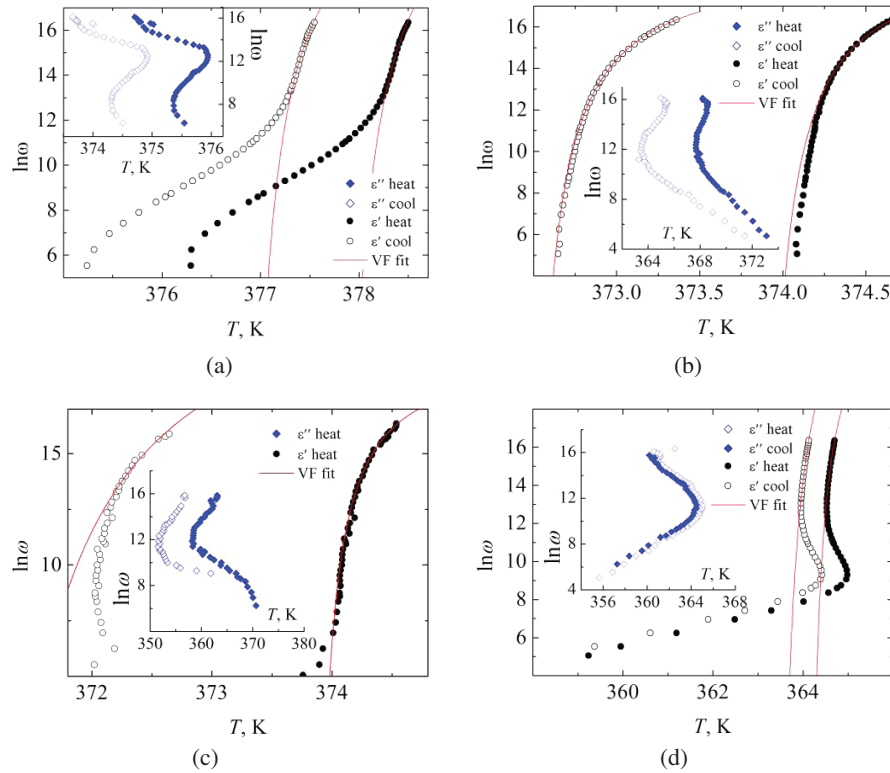 16
14
12
10
8
6
lnω
374
375
376
T, K
16
12
8
lnω
lnω
ε'' heat
ε'' cool
ε' heat
ε' cool
VF fit
376
377
378
T, K
(a)
16
14
12
10
8
6
lnω
ε'' heat
ε'' cool
ε' heat
ε' cool
VF fit
16
12
8
4
lnω
T, K
364
368
372
373.0
373.5
374.0
374.5
T, K
(b)
15
10
lnω
ε'' heat
ε' heat
VF fit
20
16
12
8
4
lnω
T, K
350
360
370
380
372
373
374
T, K
(c)
16
14
12
10
8
6
lnω
ε'' heat
ε'' cool
ε' heat
ε' cool
VF fit
16
12
8
4
lnω
T, K
356
360
364
368
360
362
364
T, K
(d)